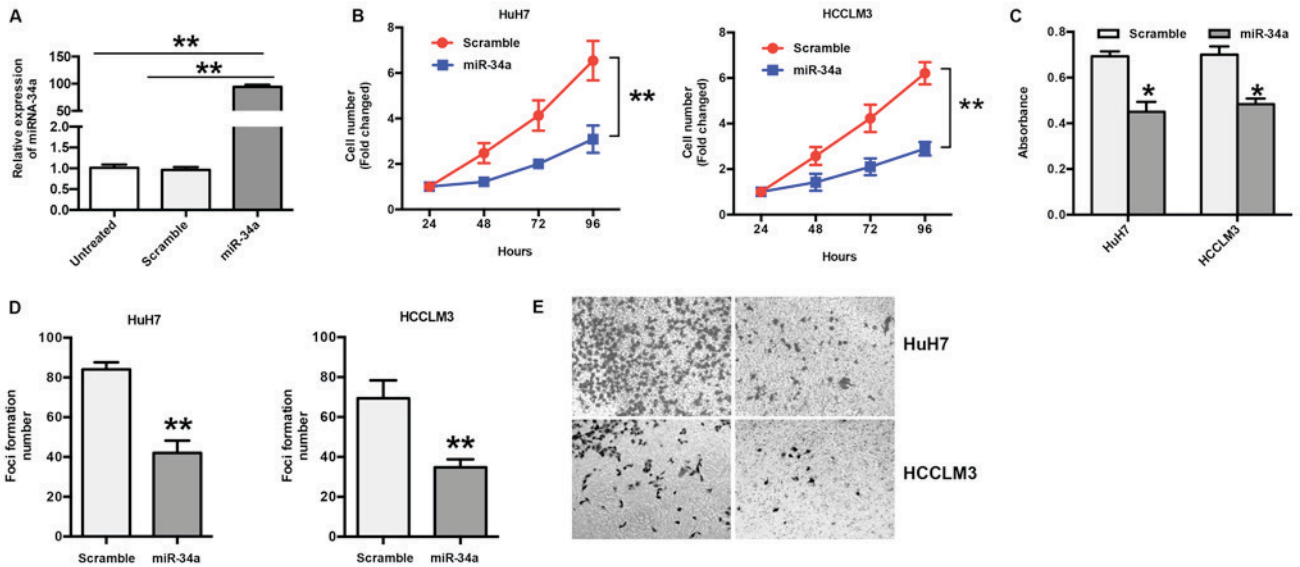 A
Relative expression
of miRNA-34a
150
100
50
2.0
1.5
1.0
0.5
0.0
**
**
Untreated
Scramble
miR-34a
B
HuH7
Cell number
(Fold changed)
8
6
4
2
0
Scramble
miR-34a
**
24
48
72
96
Hours
HCCLM3
Cell number
(Fold changed)
8
6
4
2
0
Scramble
miR-34a
**
24
48
72
96
Hours
C
Scramble
miR-34a
Absorbance
0.8
0.6
0.4
0.2
0.0
*
*
HuH7
HCCLM3
D
HuH7
Foci formation
number
100
80
60
40
20
0
**
Scramble
miR-34a
HCCLM3
Foci formation
number
100
80
60
40
20
0
**
Scramble
miR-34a
E
HuH7
HCCLM3